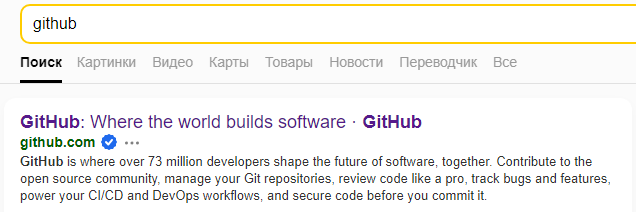 github
Поиск Картинки Видео Карты Товары Новости Переводчик Все
GitHub: Where the world builds software · GitHub
github.com
GitHub is where over 73 million developers shape the future of software, together. Contribute to the
open source community, manage your Git repositories, review code like a pro, track bugs and features,
power your CI/CD and DevOps workflows, and secure code before you commit it.